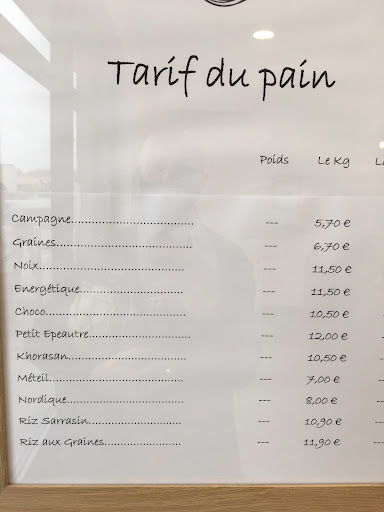 Tarif du pain
Poids Le Kg
Campagne.................................. --- 5,70 €
Graines...................................... --- 6,70 €
Noix........................................ --- 11,50 €
Energétique............................. --- 11,50 €
Choco....................................... --- 10,50 €
Petit Epeautre........................... --- 12,00 €
Khorasan................................. --- 10,50 €
Méteil...................................... --- 7,00 €
Nordique................................. --- 8,00 €
Riz Sarrasin.......................... --- 10,90 €
Riz aux Graines..................... --- 11,90 €